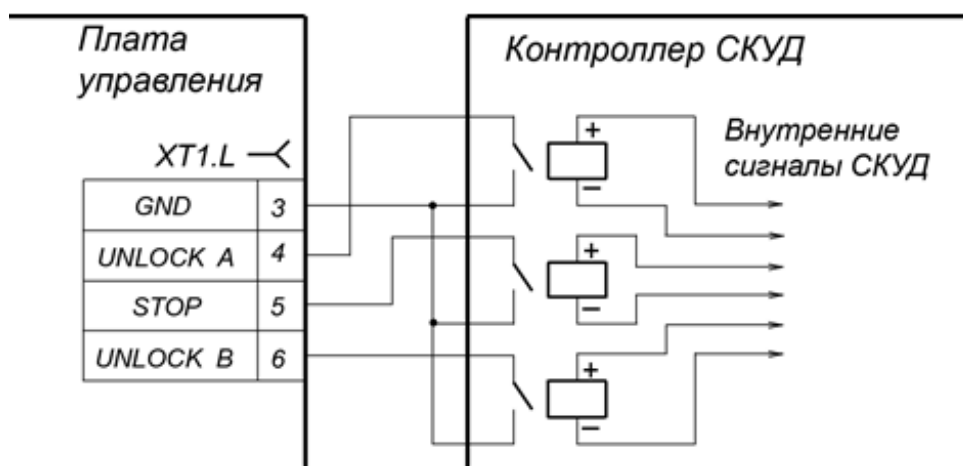 Плата
управления
Контроллер СКУД
XT1.L
GND 3
UNLOCK A 4
STOP 5
UNLOCK B 6
+
−
+
−
+
−
Внутренние
сигналы СКУД